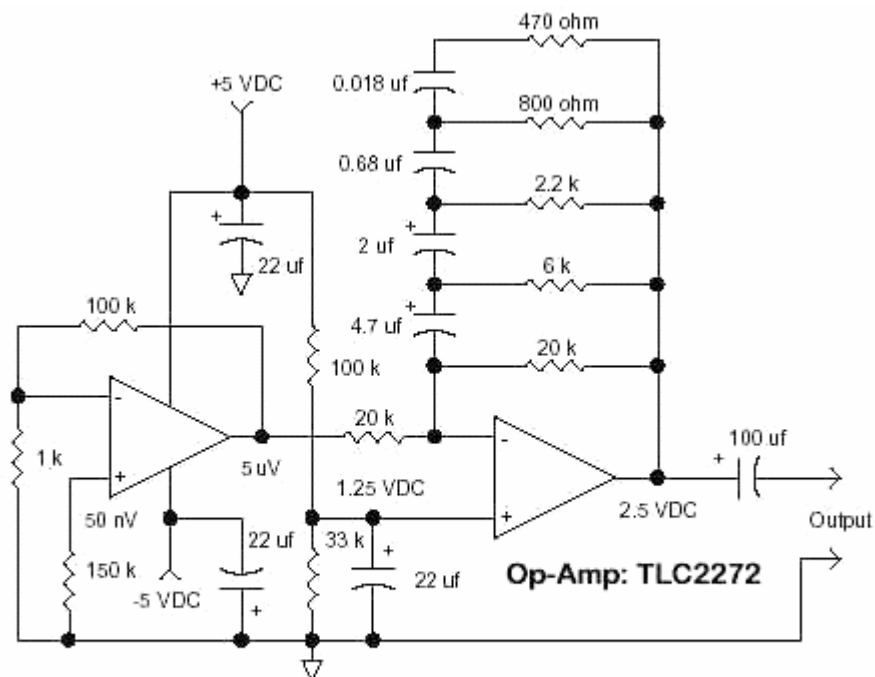 470 ohm
+5 VDC
0.018 uf
800 ohm
0.68 uf
2.2 k
+
22 uf
+
2 uf
6 k
100 k
+
4.7 uf
100 k
20 k
-
20 k
-
100 uf
+
1 k
+
5 uV
1.25 VDC
+
2.5 VDC
50 nV
Output
22 uf
33 k
+
150 k
22 uf
Op-Amp: TLC2272
-5 VDC
+